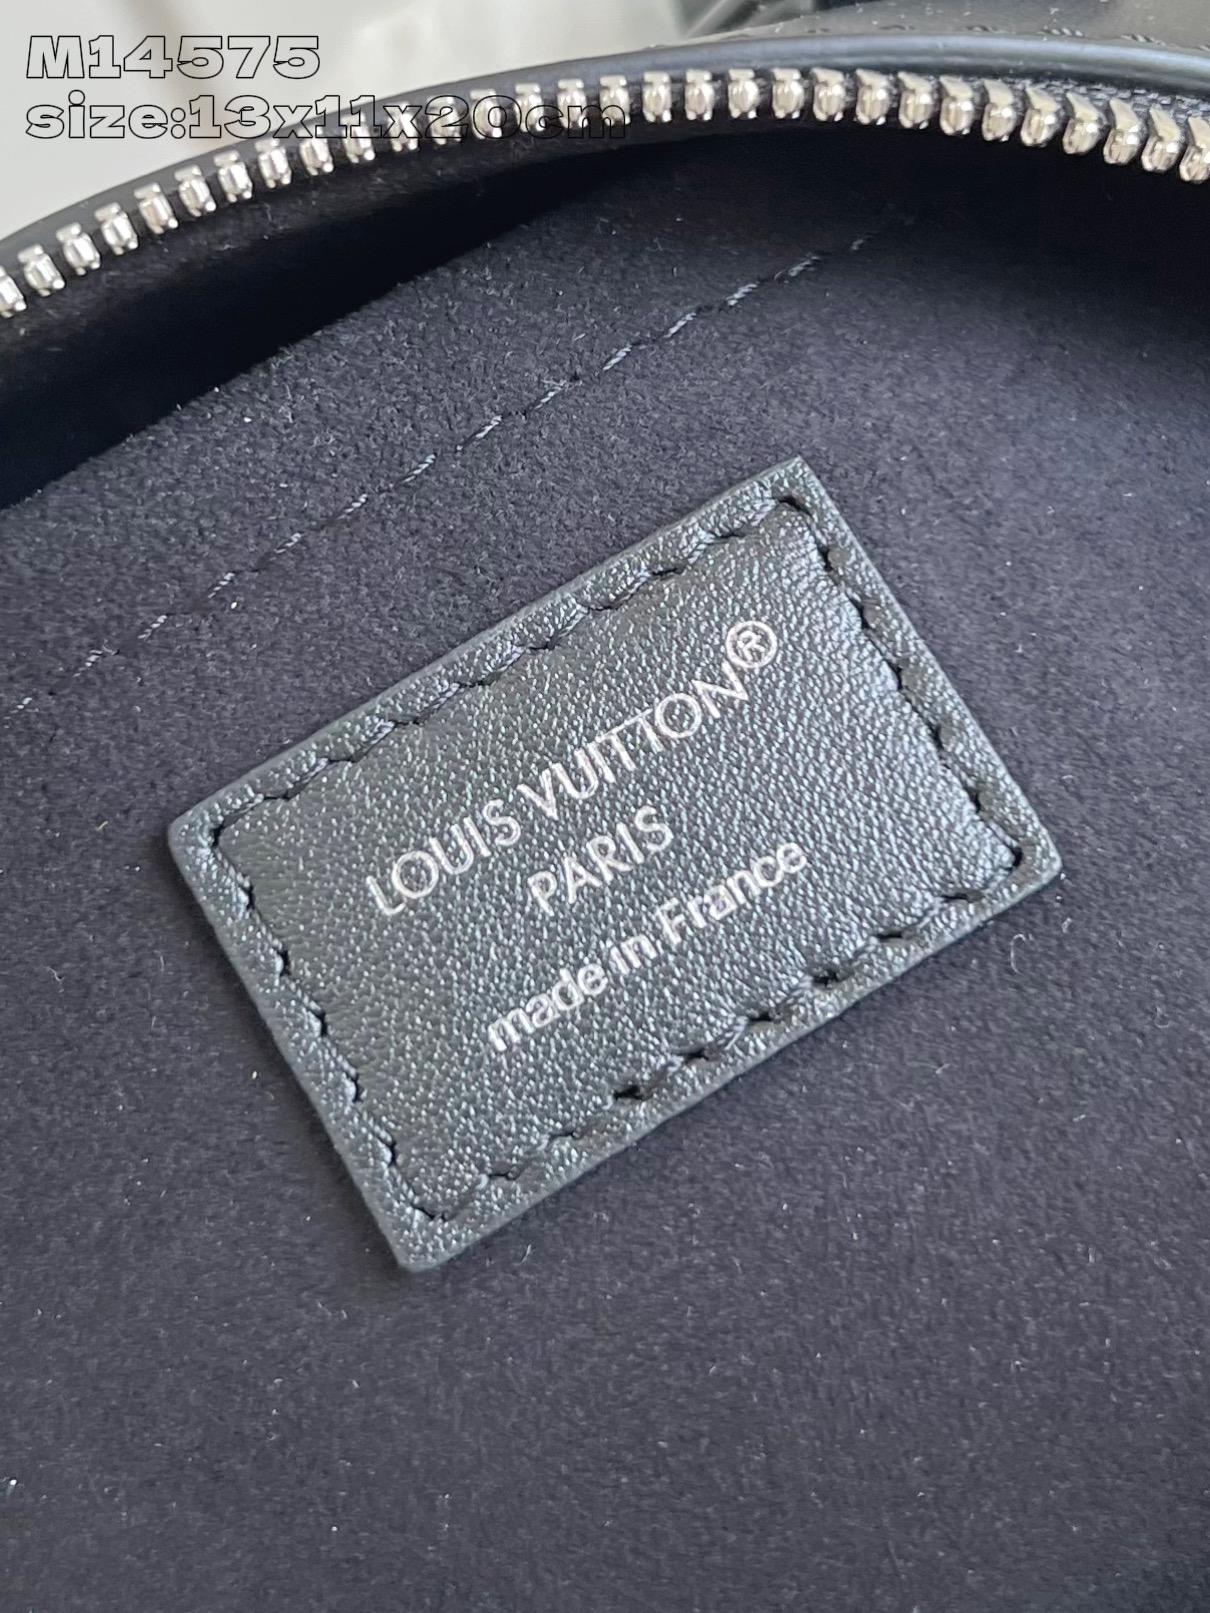 M14575
size:13x11x20cm
LOUIS VUITTON®
PARIS
made in France